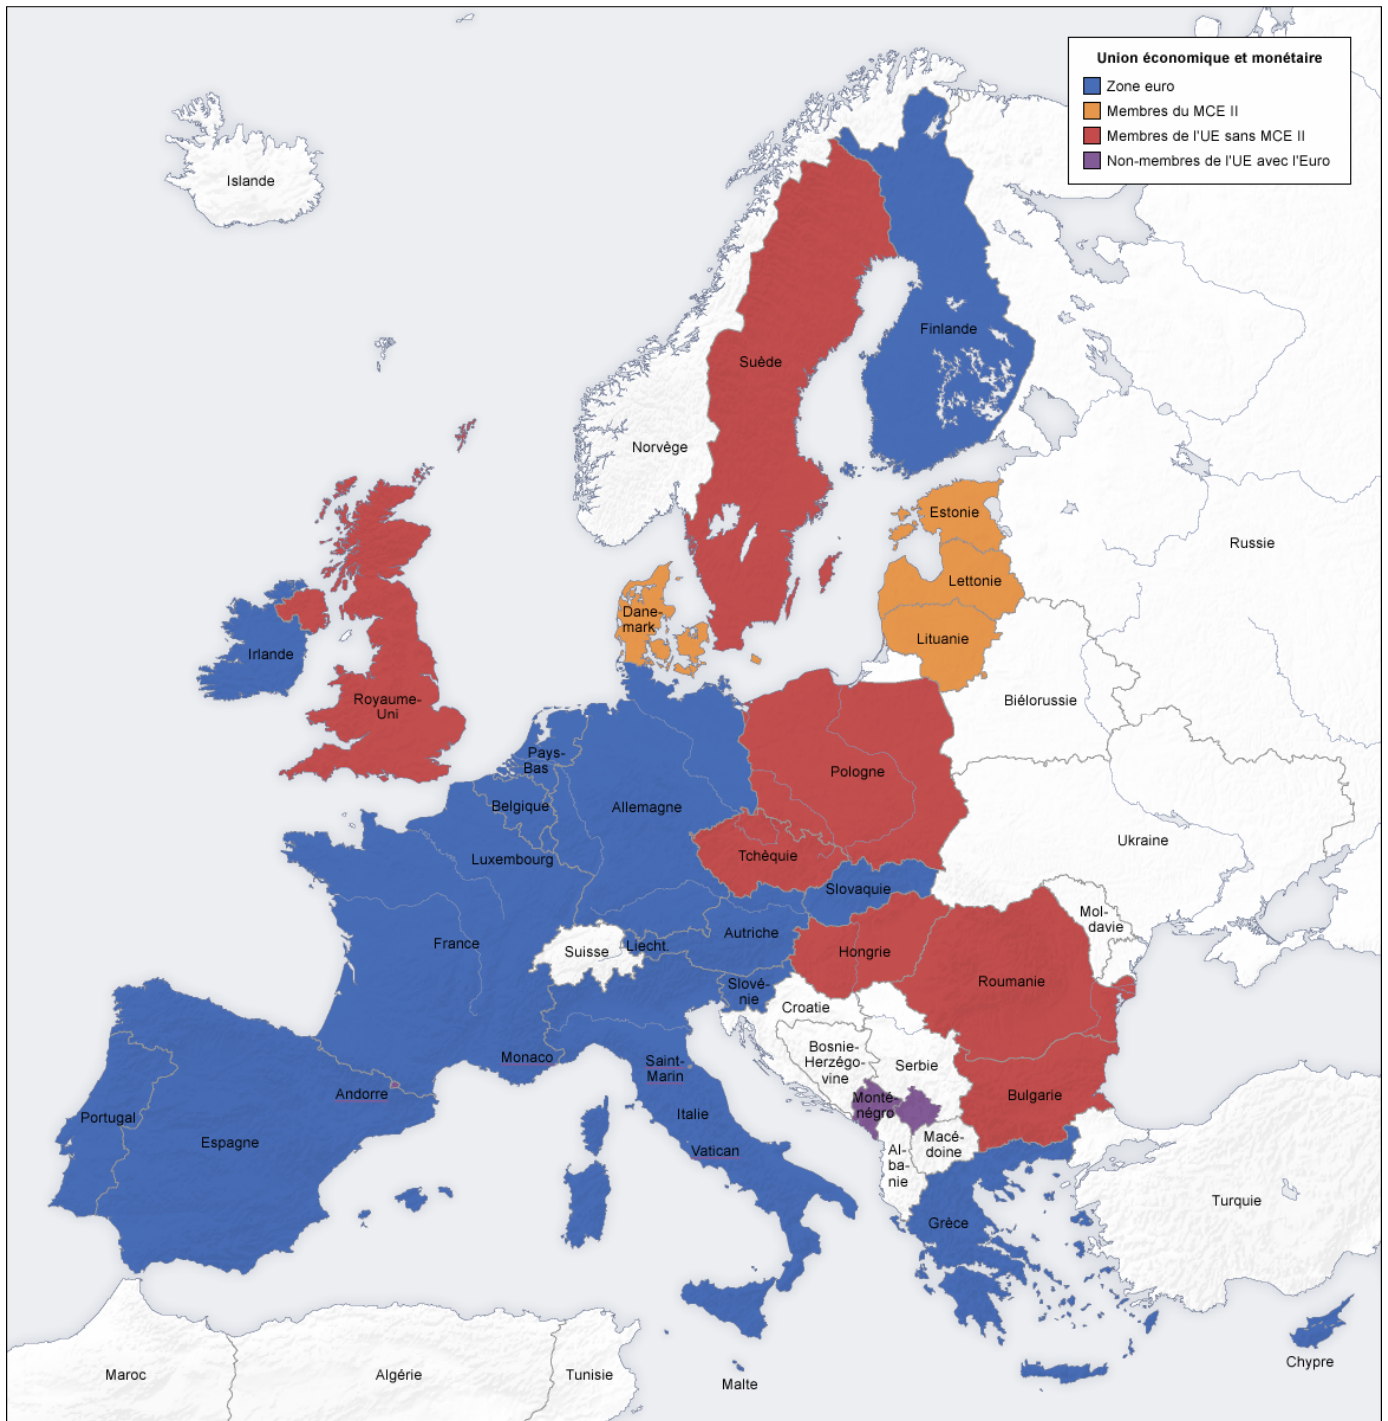 Union économique et monétaire
Zone euro
Membres du MCE II
Membres de l'UE sans MCE II
Non-membres de l'UE avec l'Euro
Islande
Finlande
Suède
Norvège
Estonie
Russie
Lettonie
Dane-
mark
Lituanie
Irlande
Royaume-
Uni
Biélorussie
Pays-
Bas
Pologne
Belgique
Allemagne
Ukraine
Luxembourg
Tchèquie
Slovaquie
Mol-
davie
France
Suisse
Liecht.
Autriche
Hongrie
Roumanie
Slové-
nie
Croatie
Bosnie-
Herzégo-
vine
Serbie
Monaco
Saint-
Marin
Andorre
Bulgarie
Monté-
négro
Portugal
Espagne
Italie
Macé-
doine
Vatican
Al-
ba-
nie
Turquie
Grèce
Chypre
Maroc
Algérie
Tunisie
Malte